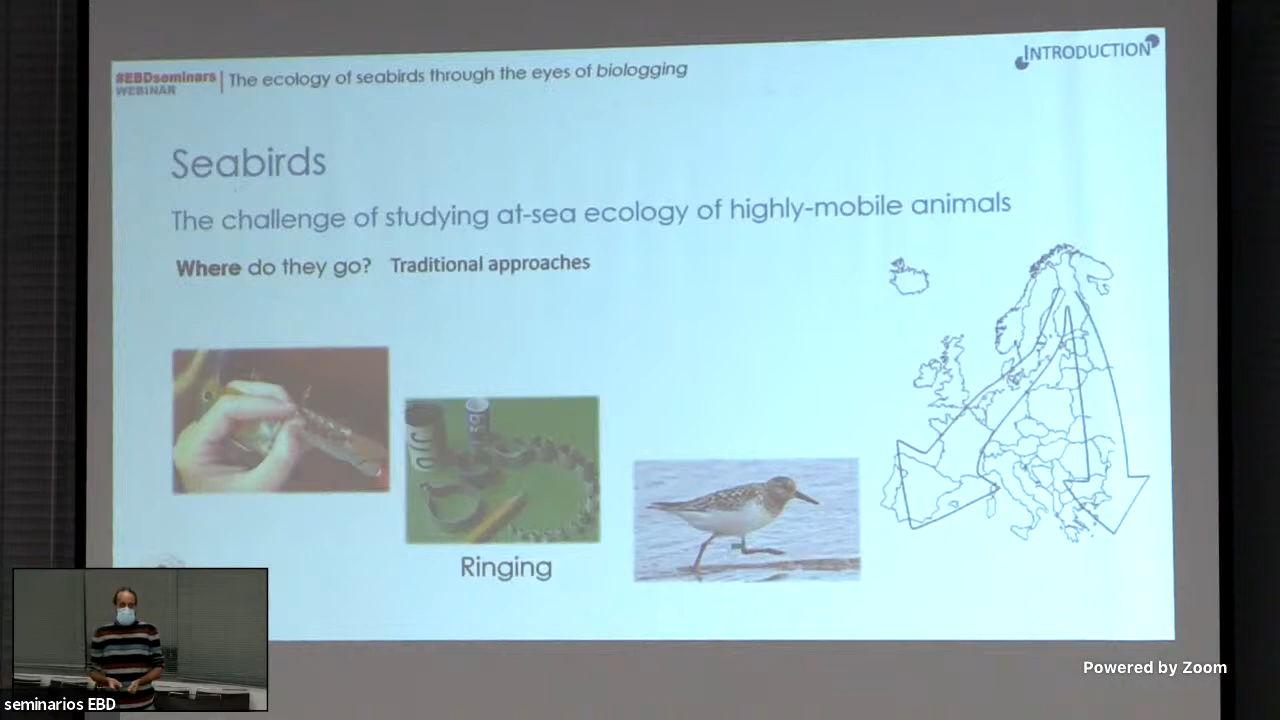 #EBDseminars
WEBINAR
The ecology of seabirds through the eyes of biologging
INTRODUCTION
Seabirds
The challenge of studying at-sea ecology of highly-mobile animals
Where do they go? Traditional approaches
Ringing
Powered by Zoom
seminarios EBD